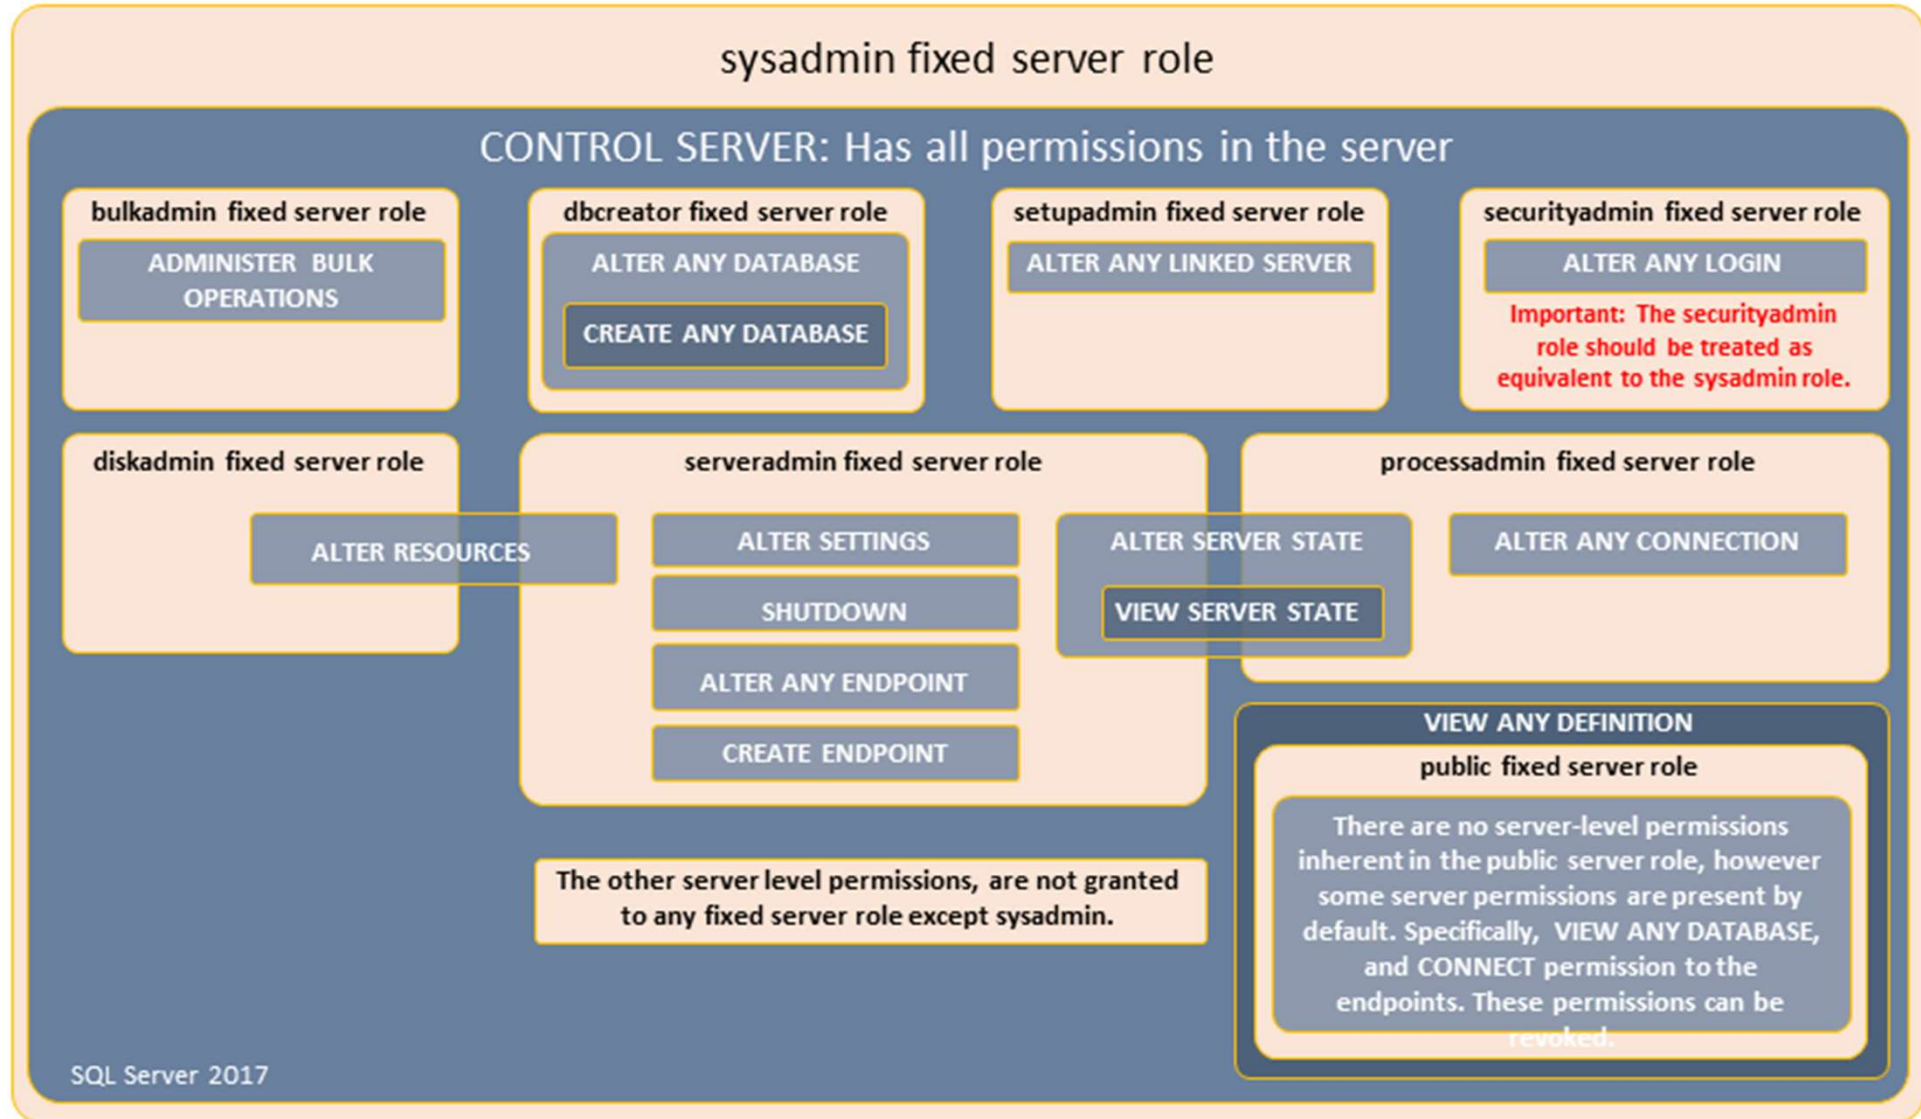 sysadmin fixed server role
CONTROL SERVER: Has all permissions in the server
bulkadmin fixed server role
ADMINISTER BULK
OPERATIONS
dbcreator fixed server role
ALTER ANY DATABASE
CREATE ANY DATABASE
setupadmin fixed server role
ALTER ANY LINKED SERVER
securityadmin fixed server role
ALTER ANY LOGIN
Important: The securityadmin
role should be treated as
equivalent to the sysadmin role.
diskadmin fixed server role
ALTER RESOURCES
serveradmin fixed server role
ALTER SETTINGS
SHUTDOWN
ALTER ANY ENDPOINT
CREATE ENDPOINT
ALTER SERVER STATE
VIEW SERVER STATE
processadmin fixed server role
ALTER ANY CONNECTION
VIEW ANY DEFINITION
public fixed server role
There are no server-level permissions
inherent in the public server role, however
some server permissions are present by
default. Specifically, VIEW ANY DATABASE,
and CONNECT permission to the
endpoints. These permissions can be
revoked.
The other server level permissions, are not granted
to any fixed server role except sysadmin.
SQL Server 2017